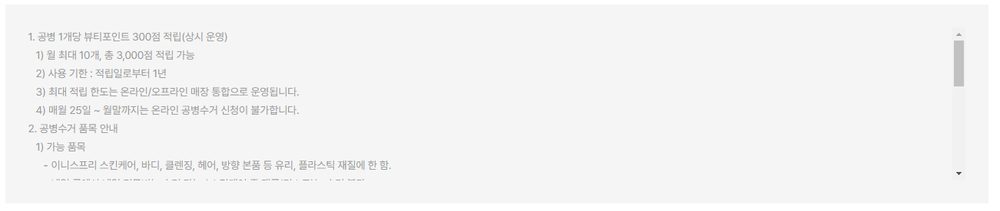 1. 공병 1개당 뷰티포인트 300점 적립(상시 운영)
1) 월 최대 10개, 총 3,000점 적립 가능
2) 사용 기한 : 적립일로부터 1년
3) 최대 적립 한도는 온라인/오프라인 매장 통합으로 운영됩니다.
4) 매월 25일 ~ 월말까지는 온라인 공병수거 신청이 불가합니다.
2. 공병수거 품목 안내
1) 가능 품목
- 이니스프리 스킨케어, 바디, 클렌징, 헤어, 방향 본품 등 유리, 플라스틱 재질에 한 함.